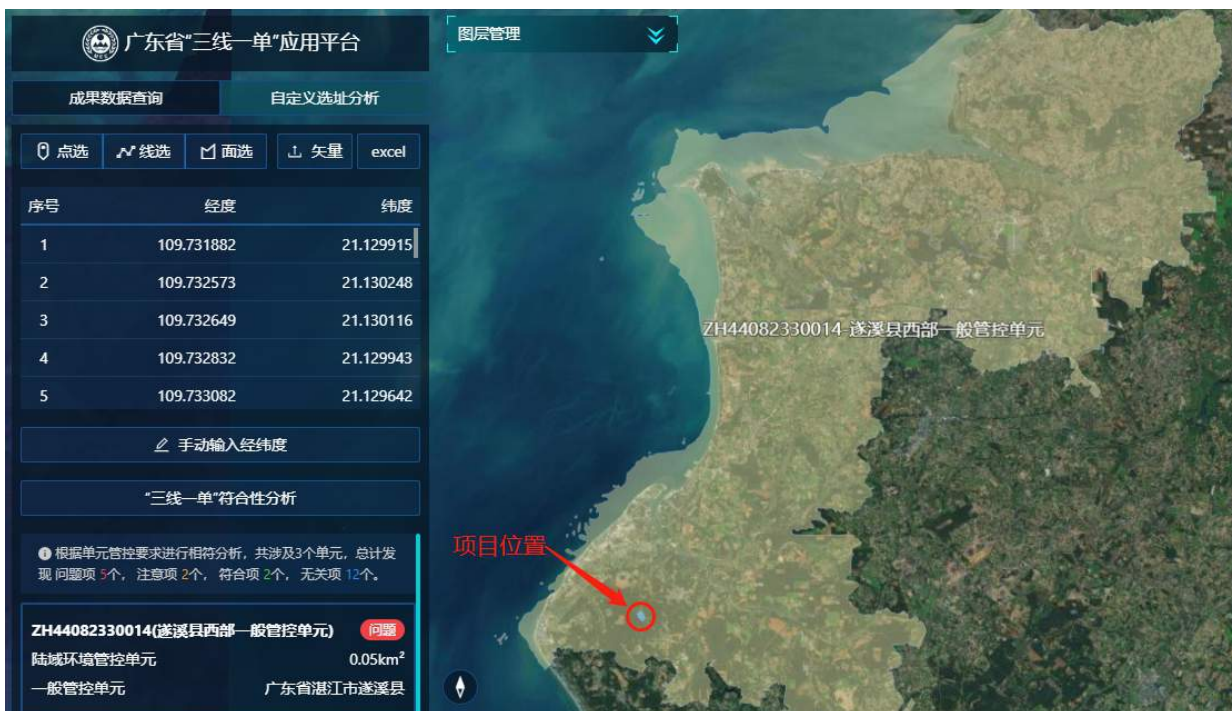 广东省“三线一单”应用平台
图层管理
成果数据查询 自定义选址分析
点选 线选 面选 矢量 excel
序号 经度 纬度
1 109.731882 21.129915
2 109.732573 21.130248
3 109.732649 21.130116
4 109.732832 21.129943
5 109.733082 21.129642
手动输入经纬度
“三线一单”符合性分析
根据单元管控要求进行相符分析，共涉及3个单元，总计发
现 问题项 5个，注意项 2个，符合项 2个，无关项 12个。
ZH44082330014(遂溪县西部一般管控单元) 问题
陆域环境管控单元 0.05km²
一般管控单元 广东省湛江市遂溪县
ZH44082330014-遂溪县西部一般管控单元
项目位置